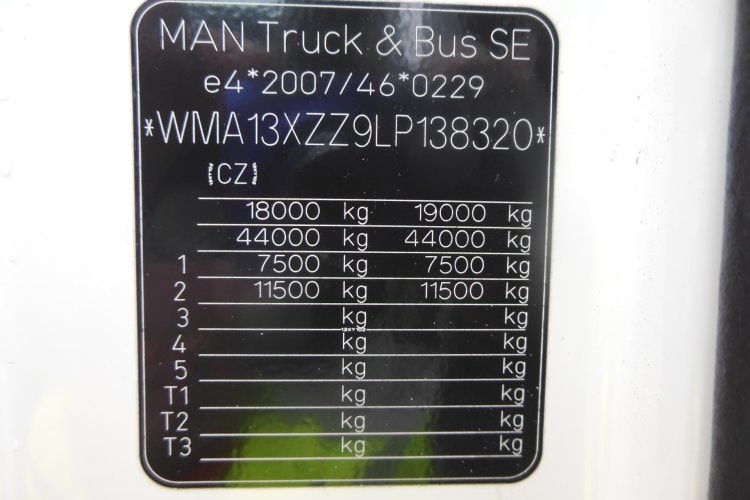 MAN Truck & Bus SE
e4*2007/46*0229
*WMA13XZZ9LP138320*
CZ
18000 kg 19000 kg
44000 kg 44000 kg
1 7500 kg 7500 kg
2 11500 kg 11500 kg
3 kg kg
4 kg kg
5 kg kg
T1 kg kg
T2 kg kg
T3 kg kg